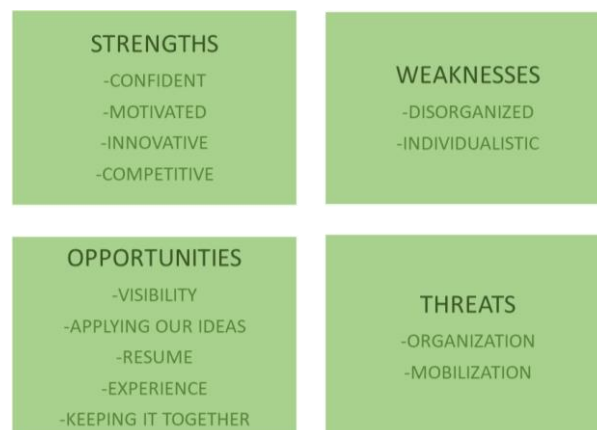 STRENGTHS
-CONFIDENT
-MOTIVATED
-INNOVATIVE
-COMPETITIVE
WEAKNESSES
-DISORGANIZED
-INDIVIDUALISTIC
OPPORTUNITIES
-VISIBILITY
-APPLYING OUR IDEAS
-RESUME
-EXPERIENCE
-KEEPING IT TOGETHER
THREATS
-ORGANIZATION
-MOBILIZATION